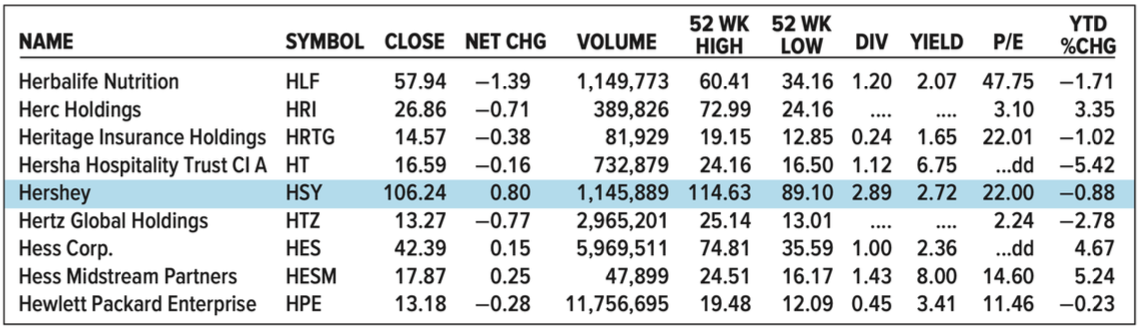 NAME SYMBOL CLOSE NET CHG VOLUME 52 WK HIGH 52 WK LOW DIV YIELD P/E YTD %CHG
Herbalife Nutrition HLF 57.94 –1.39 1,149,773 60.41 34.16 1.20 2.07 47.75 –1.71
Herc Holdings HRI 26.86 –0.71 389,826 72.99 24.16 .... .... 3.10 3.35
Heritage Insurance Holdings HRTG 14.57 –0.38 81,929 19.15 12.85 0.24 1.65 22.01 –1.02
Hersha Hospitality Trust Cl A HT 16.59 –0.16 732,879 24.16 16.50 1.12 6.75 ...dd –5.42
Hershey HSY 106.24 0.80 1,145,889 114.63 89.10 2.89 2.72 22.00 –0.88
Hertz Global Holdings HTZ 13.27 –0.77 2,965,201 25.14 13.01 .... .... 2.24 –2.78
Hess Corp. HES 42.39 0.15 5,969,511 74.81 35.59 1.00 2.36 ...dd 4.67
Hess Midstream Partners HESM 17.87 0.25 47,899 24.51 16.17 1.43 8.00 14.60 5.24
Hewlett Packard Enterprise HPE 13.18 –0.28 11,756,695 19.48 12.09 0.45 3.41 11.46 –0.23